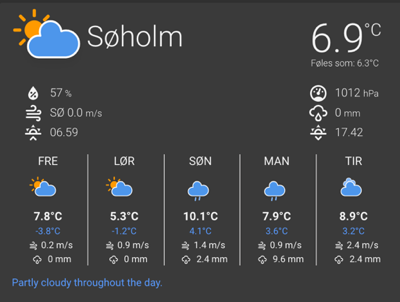 Søholm
6.9°C
Føles som: 6.3°C
57 %
1012 hPa
SØ 0.0 m/s
0 mm
06.59
17.42
FRE LØR SØN MAN TIR
7.8°C 5.3°C 10.1°C 7.9°C 8.9°C
-3.8°C -1.2°C 4.1°C 3.6°C 3.2°C
0.2 m/s 0.9 m/s 1.4 m/s 0.9 m/s 2.4 m/s
0 mm 0 mm 2.4 mm 9.6 mm 2.4 mm
Partly cloudy throughout the day.